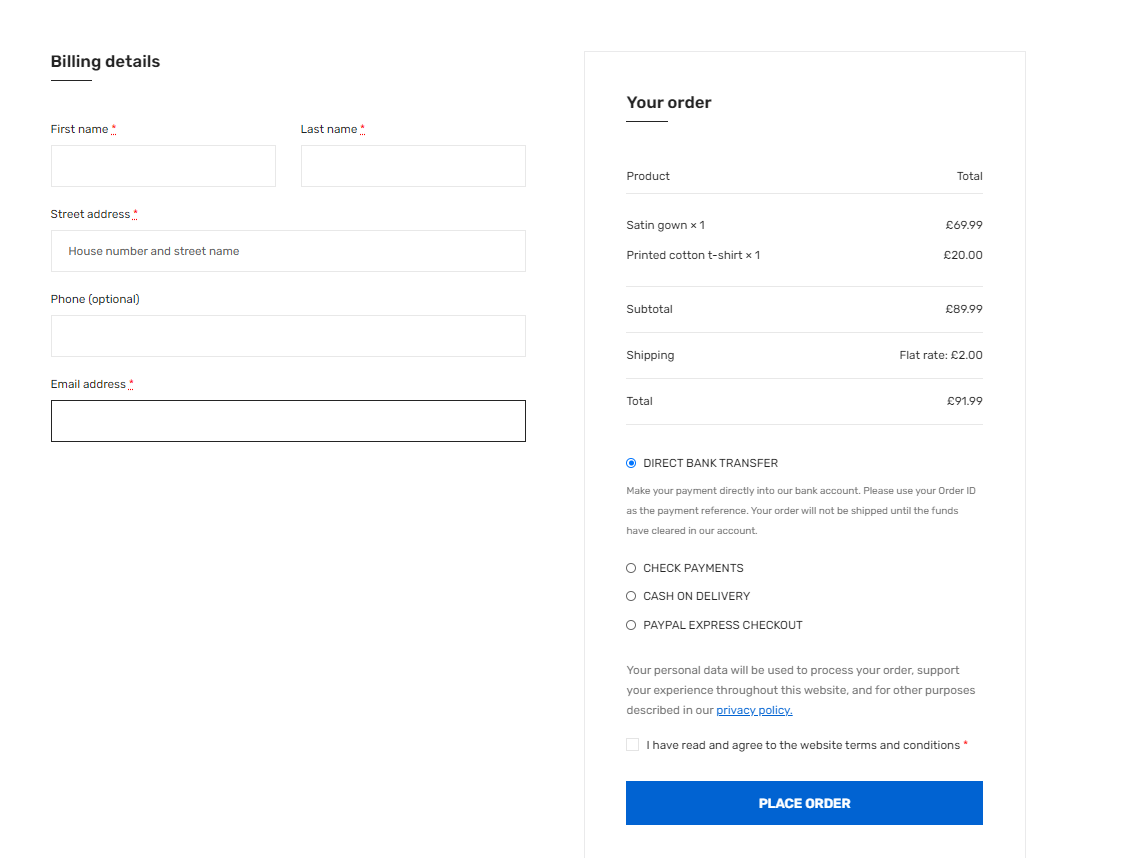 Billing details
First name *
Last name *
Street address *
House number and street name
Phone (optional)
Email address *
Your order
Product Total
Satin gown × 1 £69.99
Printed cotton t-shirt × 1 £20.00
Subtotal £89.99
Shipping Flat rate: £2.00
Total £91.99
DIRECT BANK TRANSFER
Make your payment directly into our bank account. Please use your Order ID
as the payment reference. Your order will not be shipped until the funds
have cleared in our account.
CHECK PAYMENTS
CASH ON DELIVERY
PAYPAL EXPRESS CHECKOUT
Your personal data will be used to process your order, support
your experience throughout this website, and for other purposes
described in our privacy policy.
I have read and agree to the website terms and conditions *
PLACE ORDER